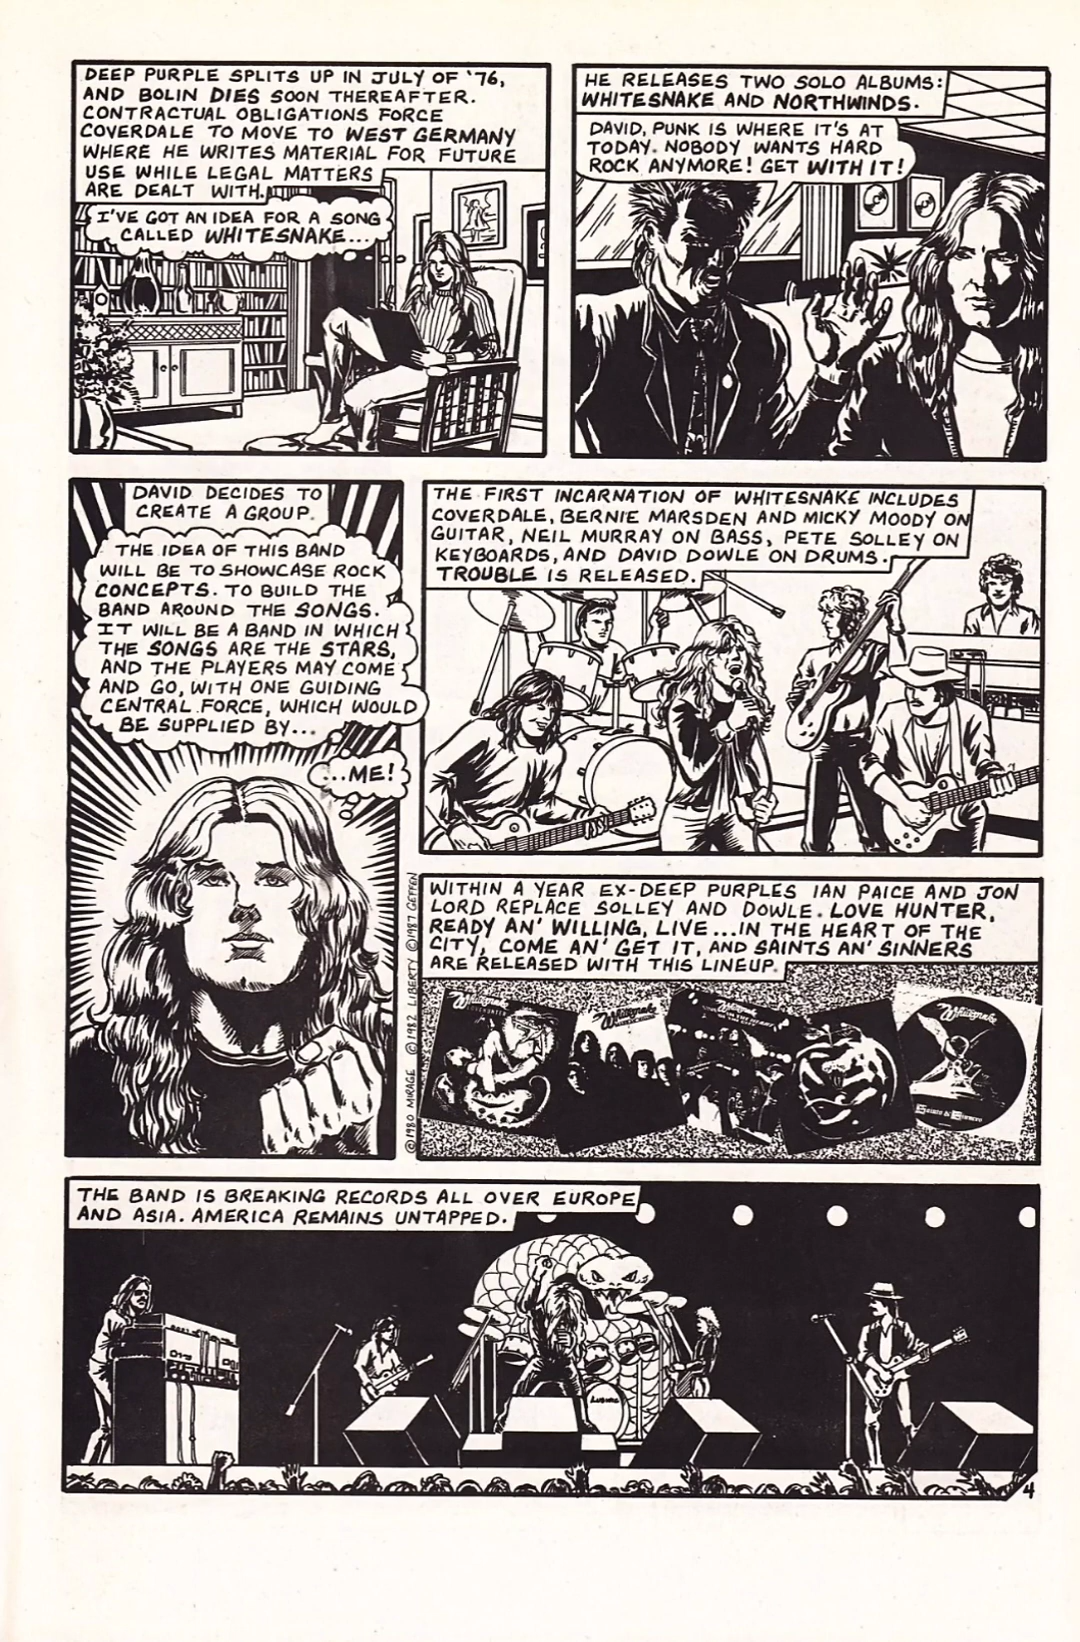 DEEP PURPLE SPLITS UP IN JULY OF '76,
AND BOLIN DIES SOON THEREAFTER.
CONTRACTUAL OBLIGATIONS FORCE
COVERDALE TO MOVE TO WEST GERMANY
WHERE HE WRITES MATERIAL FOR FUTURE
USE WHILE LEGAL MATTERS
ARE DEALT WITH.
I'VE GOT AN IDEA FOR A SONG
CALLED WHITESNAKE...
HE RELEASES TWO SOLO ALBUMS:
WHITESNAKE AND NORTHWINDS.
DAVID, PUNK IS WHERE IT'S AT
TODAY. NOBODY WANTS HARD
ROCK ANYMORE! GET WITH IT!
DAVID DECIDES TO
CREATE A GROUP.
THE IDEA OF THIS BAND
WILL BE TO SHOWCASE ROCK
CONCEPTS. TO BUILD THE
BAND AROUND THE SONGS.
IT WILL BE A BAND IN WHICH
THE SONGS ARE THE STARS,
AND THE PLAYERS MAY COME
AND GO, WITH ONE GUIDING
CENTRAL FORCE, WHICH WOULD
BE SUPPLIED BY...
...ME!
THE FIRST INCARNATION OF WHITESNAKE INCLUDES
COVERDALE, BERNIE MARSDEN AND MICKY MOODY ON
GUITAR, NEIL MURRAY ON BASS, PETE SOLLEY ON
KEYBOARDS, AND DAVID DOWLE ON DRUMS.
TROUBLE IS RELEASED.
WITHIN A YEAR EX-DEEP PURPLES IAN PAICE AND JON
LORD REPLACE SOLLEY AND DOWLE. LOVE HUNTER,
READY AN' WILLING, LIVE...IN THE HEART OF THE
CITY, COME AN' GET IT, AND SAINTS AN' SINNERS
ARE RELEASED WITH THIS LINEUP.
©1980 MIRAGE ©1982 LIBERTY ©1987 GEFFEN
Whitesnake
Whitesnake
Whitesnake
Whitesnake
Saints & Sinners
THE BAND IS BREAKING RECORDS ALL OVER EUROPE
AND ASIA. AMERICA REMAINS UNTAPPED.
LUDWIG
4